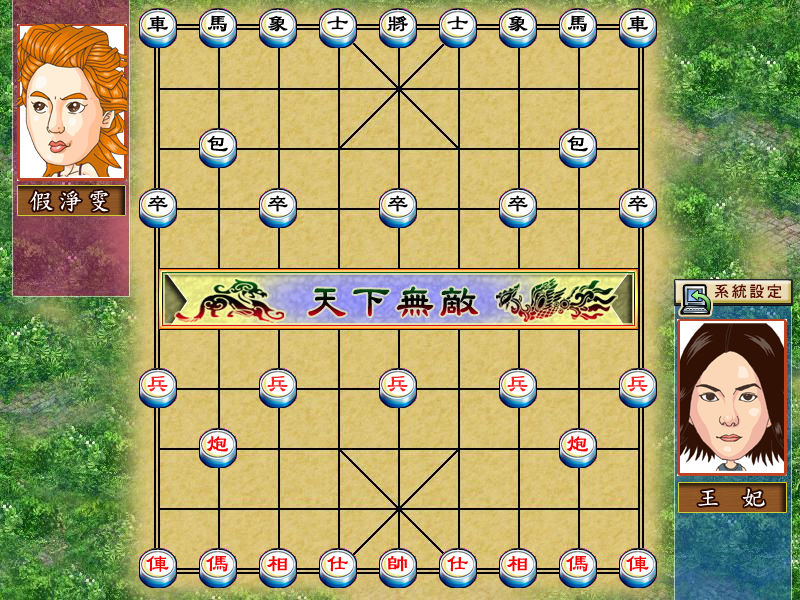 車 馬 象 士 將 士 象 馬 車
包 包
卒 卒 卒 卒 卒
假淨雯
天下無敵
系統設定
兵 兵 兵 兵 兵
炮 炮
王妃
俥 傌 相 仕 帥 仕 相 傌 俥